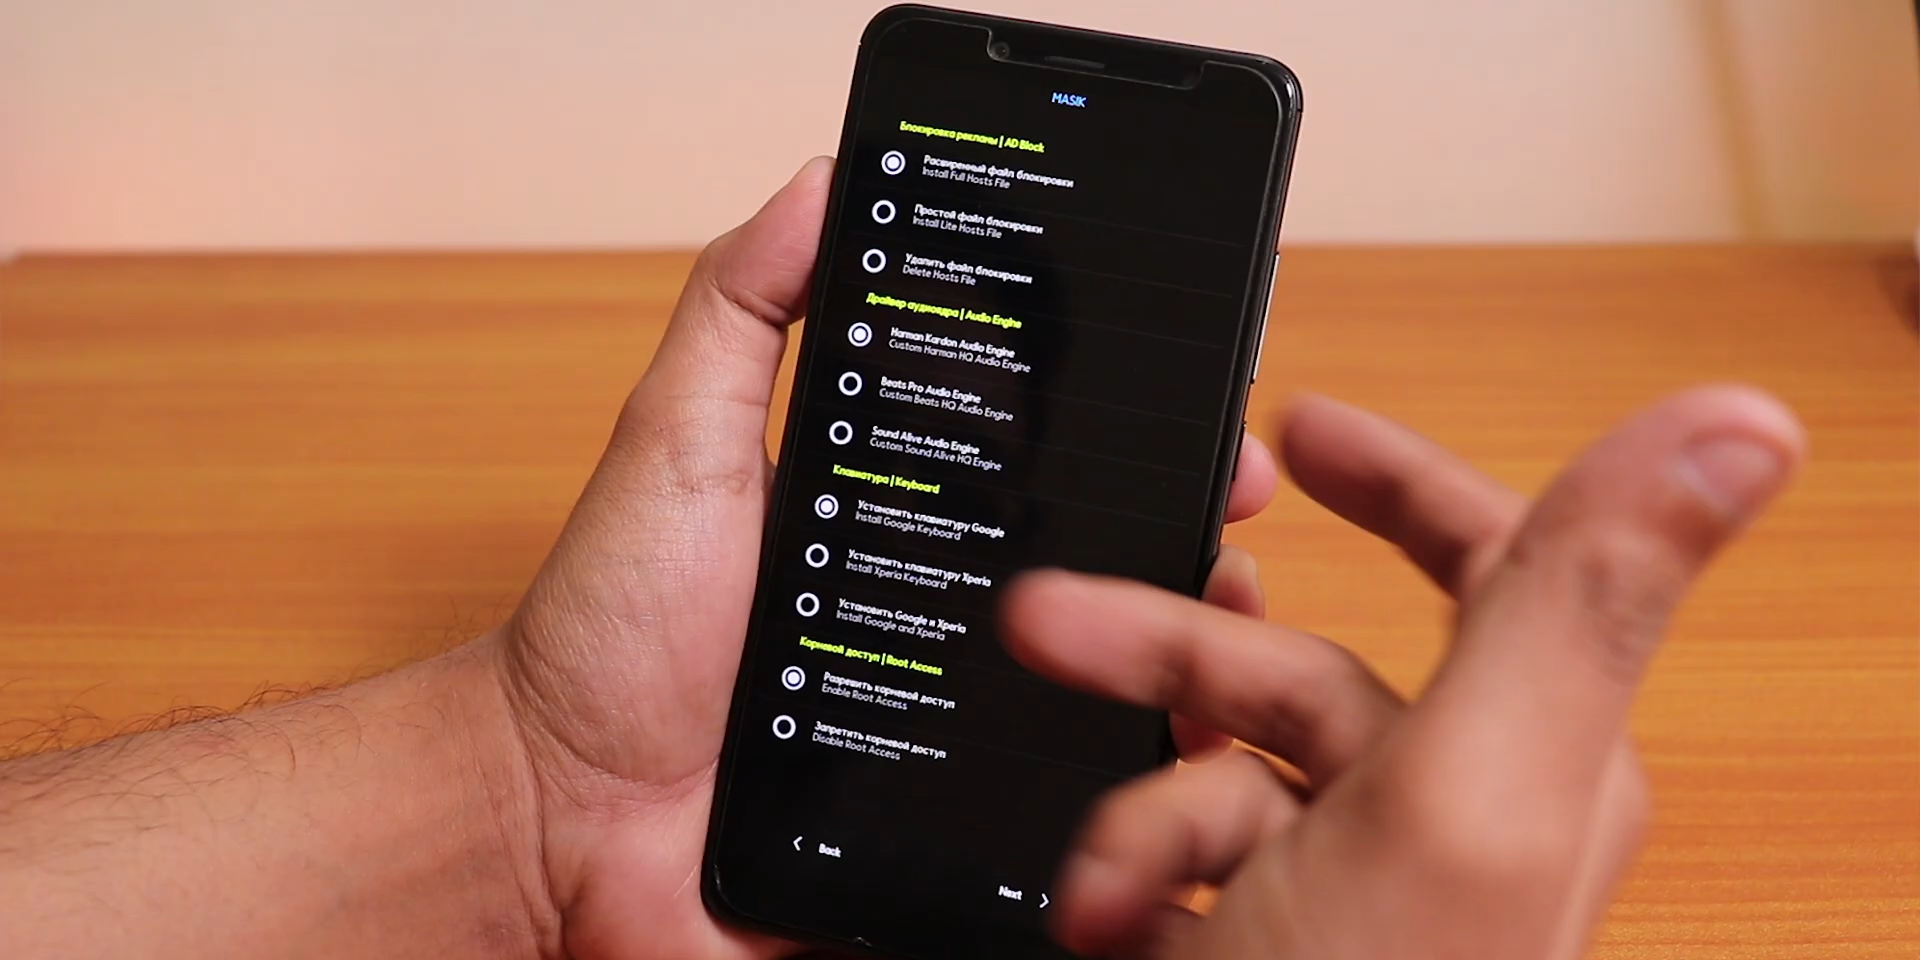 MASIK
Блокировка рекламы | AD Block
Расширенный файл блокировки
Install Full Hosts File
Простой файл блокировки
Install Lite Hosts File
Удалить файл блокировки
Delete Hosts File
Драйвер аудиоядра | Audio Engine
Harman Kardon Audio Engine
Custom Harman HQ Audio Engine
Beats Pro Audio Engine
Custom Beats HQ Audio Engine
Sound Alive Audio Engine
Custom Sound Alive HQ Engine
Клавиатура | Keyboard
Установить клавиатуру Google
Install Google Keyboard
Установить клавиатуру Xperia
Install Xperia Keyboard
Установить Google и Xperia
Install Google and Xperia
Корневой доступ | Root Access
Разрешить корневой доступ
Enable Root Access
Запретить корневой доступ
Disable Root Access
Back
Next